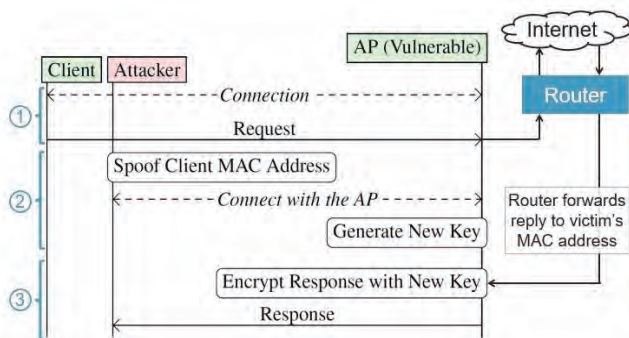 Internet
AP (Vulnerable)
Client
Attacker
Router
①
Connection
Request
②
Spoof Client MAC Address
Connect with the AP
Generate New Key
Router forwards
reply to victim's
MAC address
③
Encrypt Response with New Key
Response